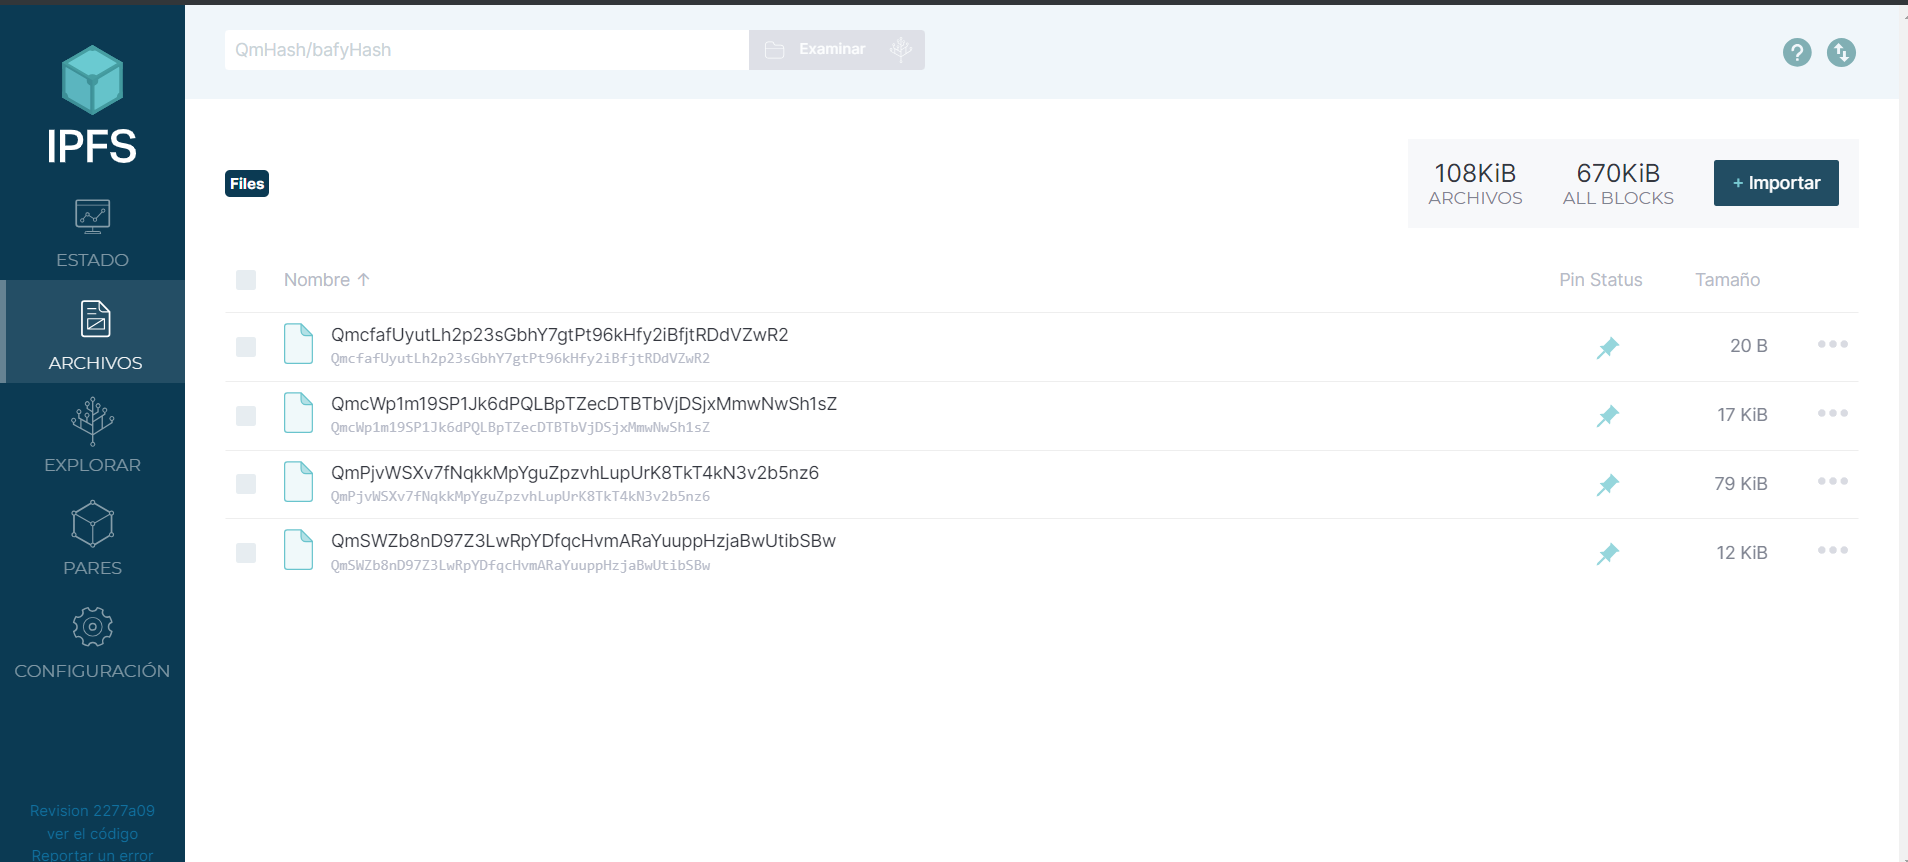 QmHash/bafyHash
Examinar
?
IPFS
ESTADO
ARCHIVOS
EXPLORAR
PARES
CONFIGURACIÓN
Revision 2277a09
ver el código
Reportar un error
Files
108KiB
ARCHIVOS
670KiB
ALL BLOCKS
+ Importar
Nombre ↑ Pin Status Tamaño
QmcfafUyutLh2p23sGbhY7gtPt96kHfy2iBfjtRDdVZwR2
QmcfafUyutLh2p23sGbhY7gtPt96kHfy2iBfjtRDdVZwR2
20 B
QmcWp1m19SP1Jk6dPQLBpTZecDTBTbVjDSjxMmwNwSh1sZ
QmcWp1m19SP1Jk6dPQLBpTZecDTBTbVjDSjxMmwNwSh1sZ
17 KiB
QmPjvWSXv7fNqkkMpYguZpzvhLupUrK8TkT4kN3v2b5nz6
QmPjvWSXv7fNqkkMpYguZpzvhLupUrK8TkT4kN3v2b5nz6
79 KiB
QmSWZb8nD97Z3LwRpYDfqcHvmARaYuuppHzjaBwUtibSBw
QmSWZb8nD97Z3LwRpYDfqcHvmARaYuuppHzjaBwUtibSBw
12 KiB